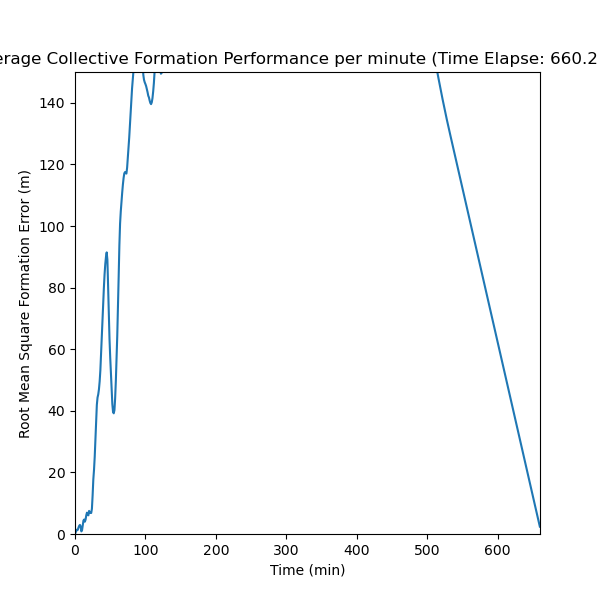 erage Collective Formation Performance per minute (Time Elapse: 660.2
140
120
100
80
60
40
20
0
Root Mean Square Formation Error (m)
0 100 200 300 400 500 600
Time (min)